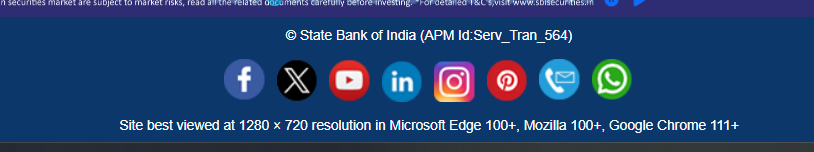 n securities market are subject to market risks, read all the related documents carefully before investing. *For detailed T&C's,visit www.sbisecurities.in
© State Bank of India (APM Id:Serv_Tran_564)
Site best viewed at 1280 × 720 resolution in Microsoft Edge 100+, Mozilla 100+, Google Chrome 111+